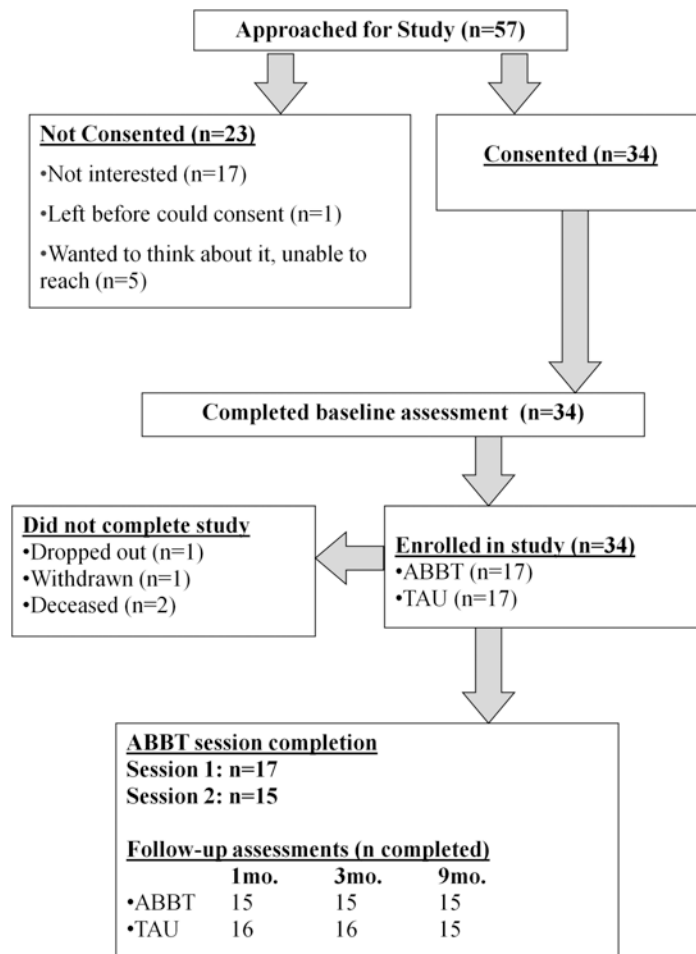 Approached for Study (n=57)
Not Consented (n=23)
•Not interested (n=17)
•Left before could consent (n=1)
•Wanted to think about it, unable to
reach (n=5)
Consented (n=34)
Completed baseline assessment (n=34)
Did not complete study
•Dropped out (n=1)
•Withdrawn (n=1)
•Deceased (n=2)
Enrolled in study (n=34)
•ABBT (n=17)
•TAU (n=17)
ABBT session completion
Session 1: n=17
Session 2: n=15
Follow-up assessments (n completed)
1mo. 3mo. 9mo.
•ABBT 15 15 15
•TAU 16 16 15